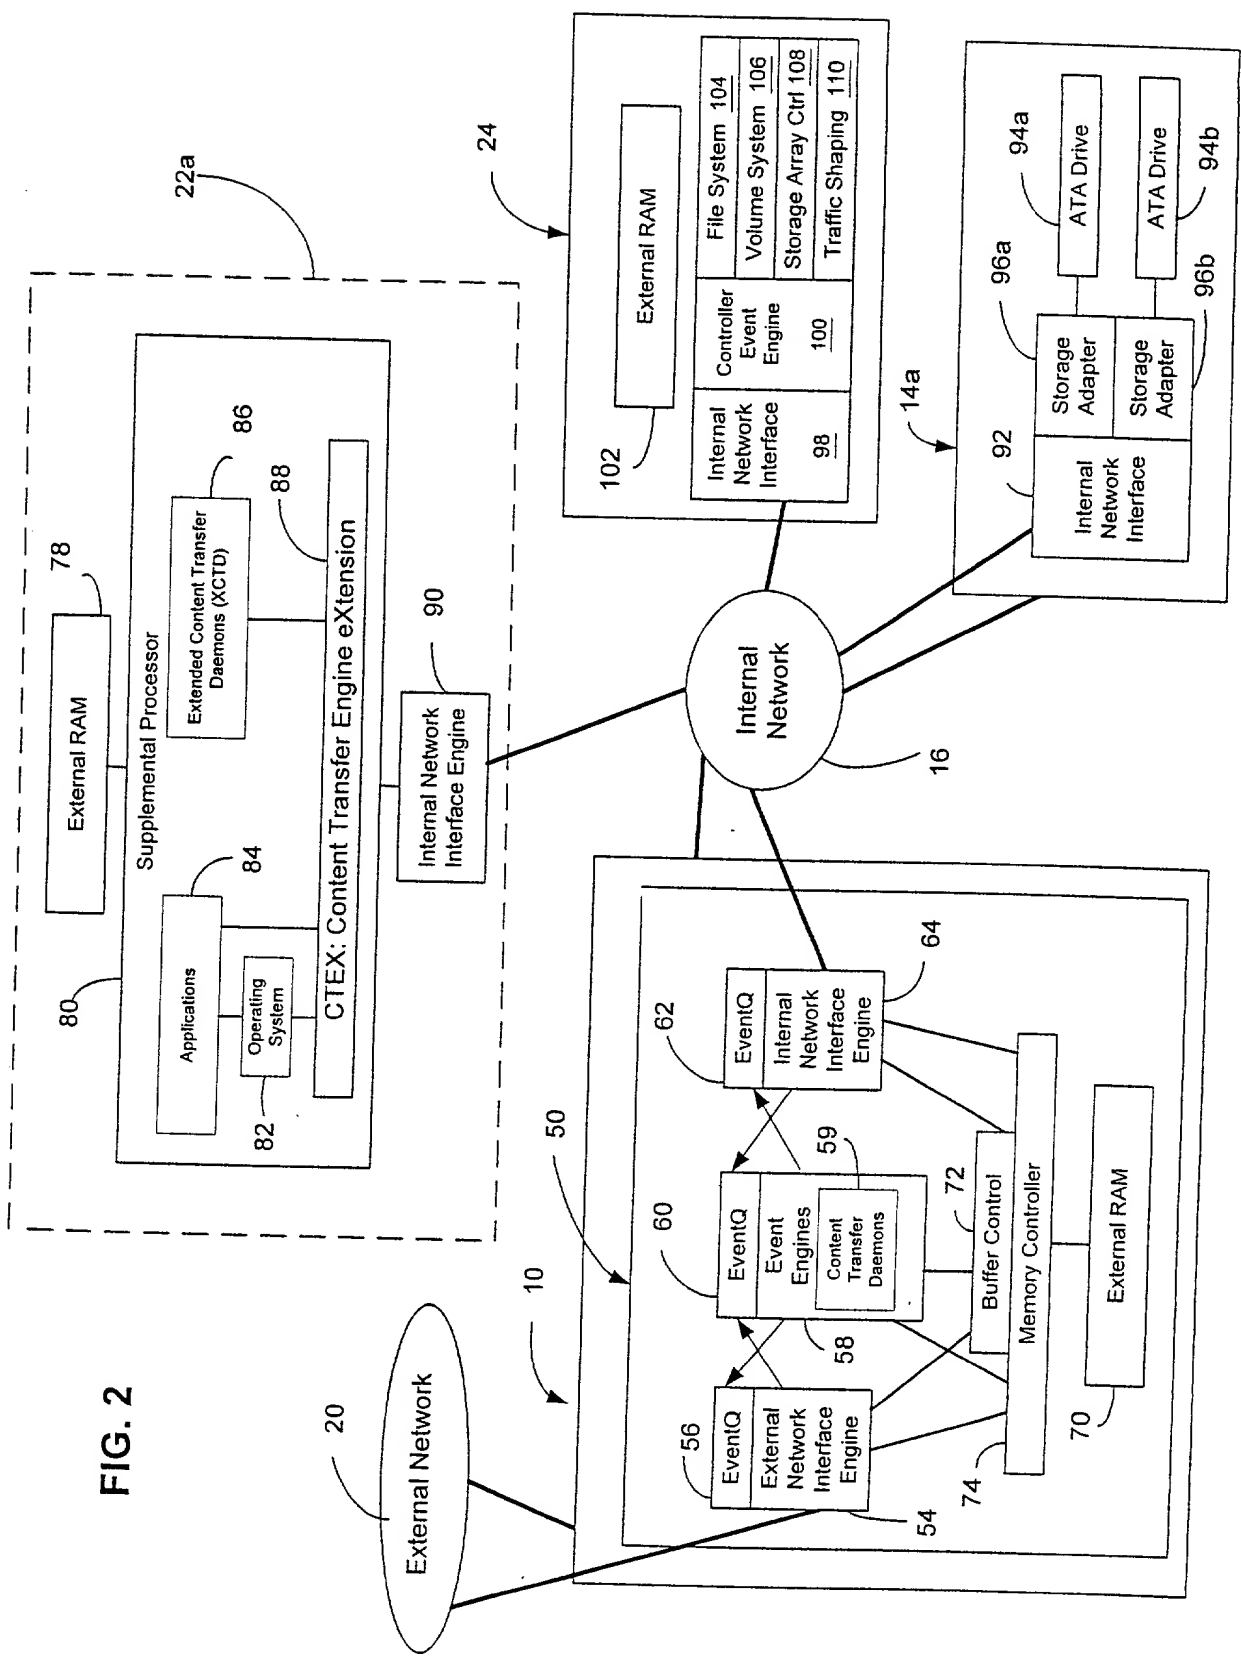 FIG. 2
22a
78
External RAM
80
Supplemental Processor
Applications
84
Operating
System
82
Extended Content Transfer
Daemons (XCTD)
86
88
CTEX: Content Transfer Engine eXtension
Internal Network
Interface Engine
90
20
External Network
10
50
56
EventQ
External
Network
Interface
Engine
54
60
EventQ
Event
Engines
59
Content
Transfer
Daemons
58
62
EventQ
Internal
Network
Interface
Engine
64
72
Buffer Control
Memory Controller
74
External RAM
70
Internal
Network
16
24
External RAM
102
Internal
Network
Interface
98
Controller
Event
Engine
100
File System 104
Volume System 106
Storage Array Ctrl 108
Traffic Shaping 110
14a
92
Internal
Network
Interface
96a
Storage
Adapter
Storage
Adapter
96b
94a
ATA Drive
ATA Drive
94b